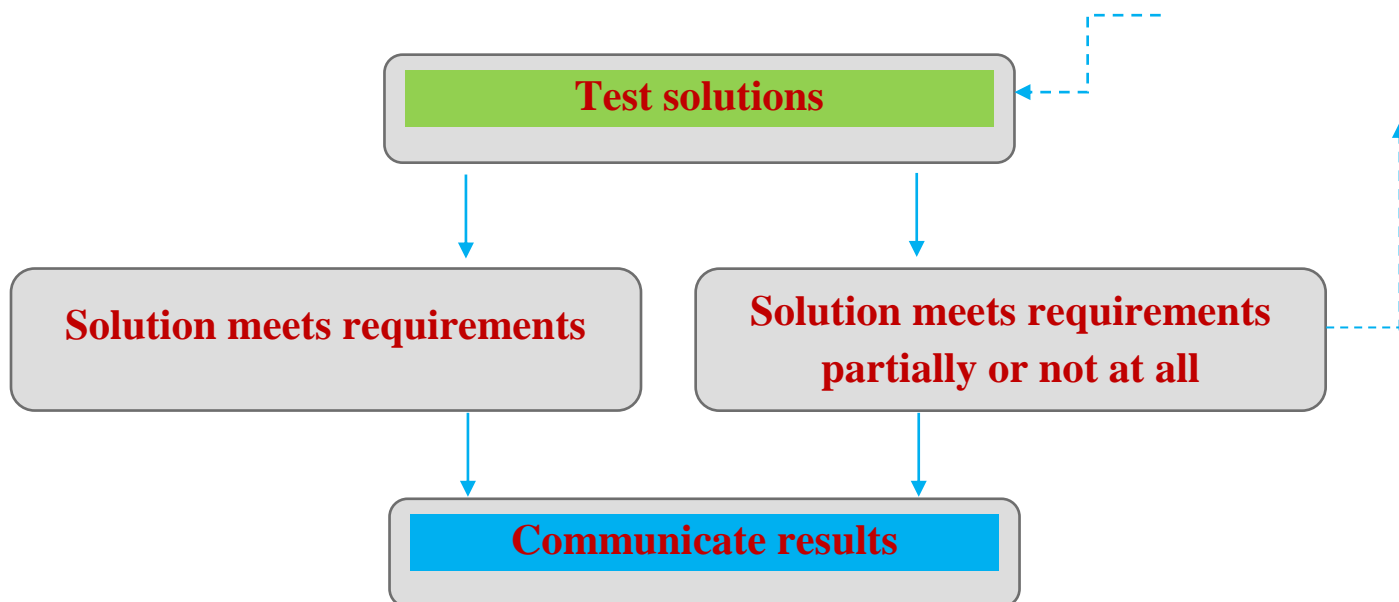 Test solutions
Solution meets requirements
Solution meets requirements
partially or not at all
Communicate results